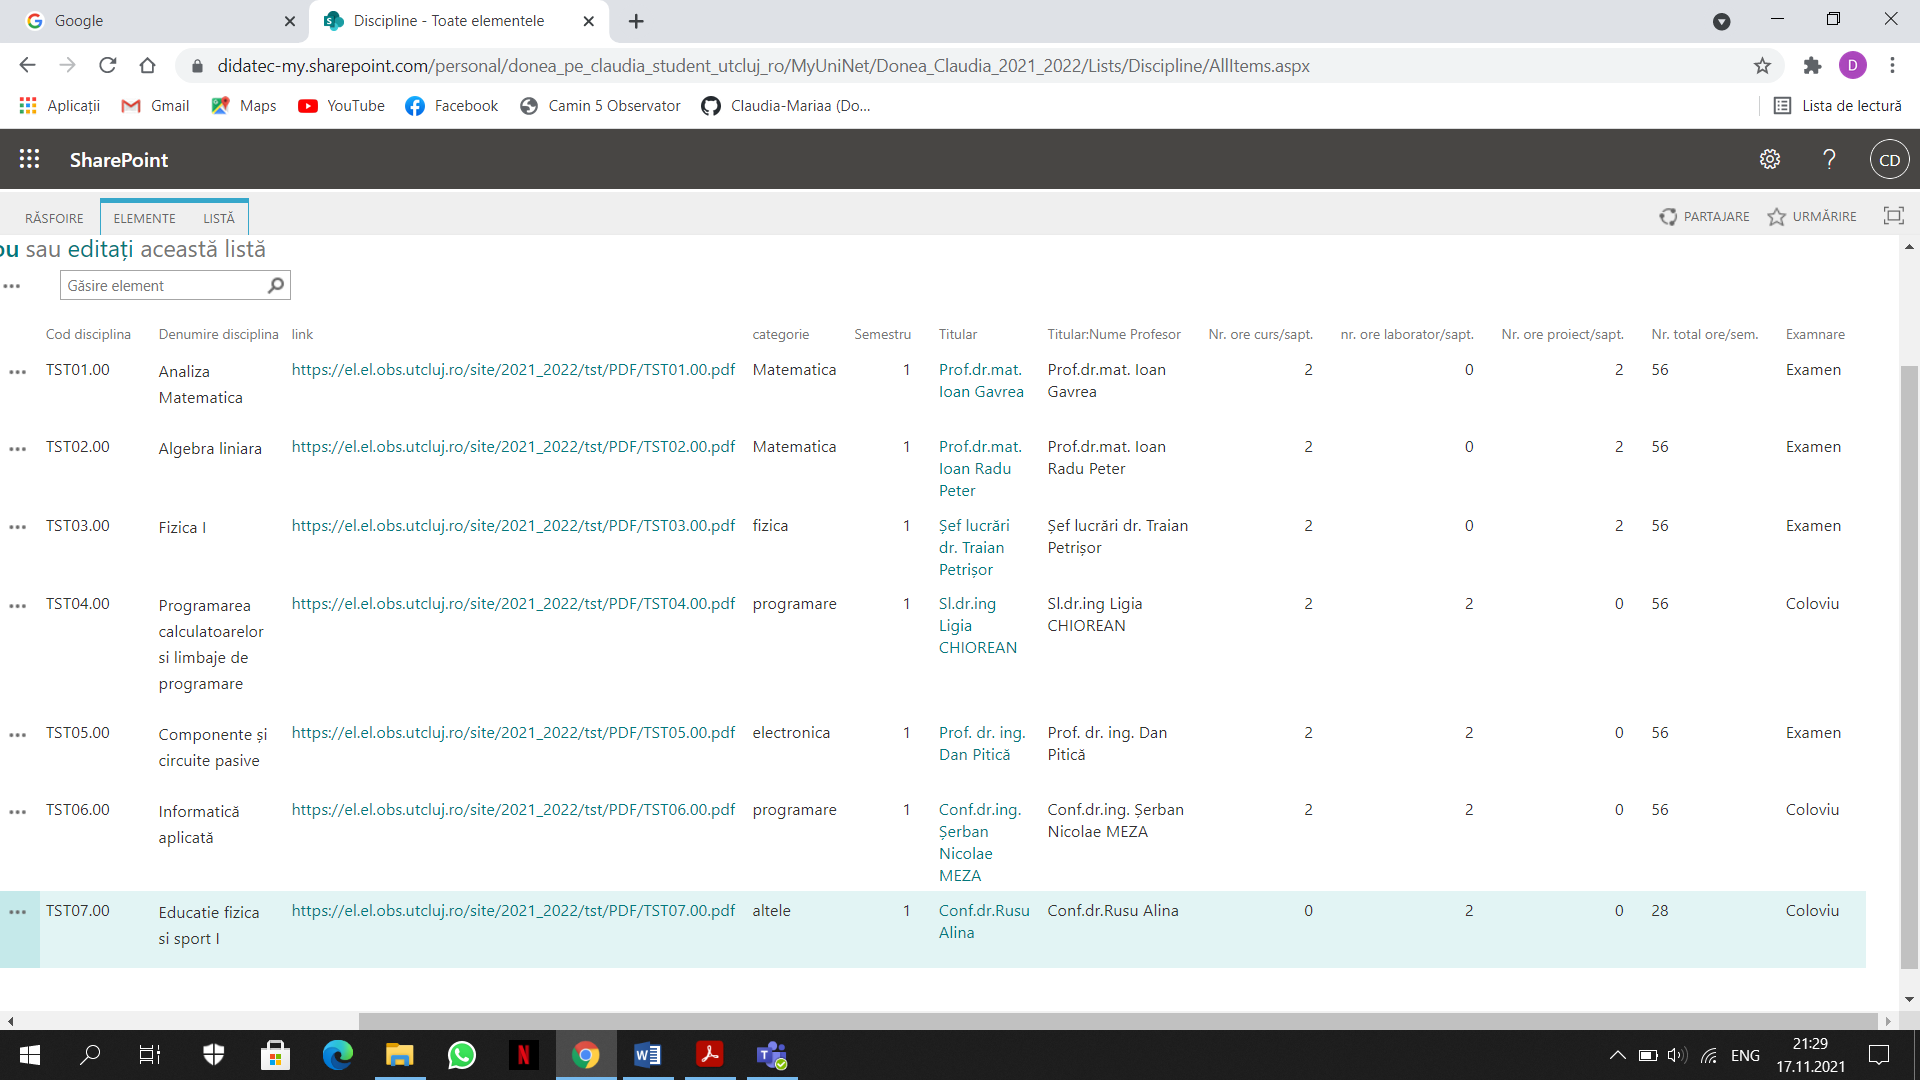 Google
Discipline - Toate elementele
didatec-my.sharepoint.com/personal/donea_pe_claudia_student_utcluj_ro/MyUniNet/Donea_Claudia_2021_2022/Lists/Discipline/AllItems.aspx
D
Aplicații Gmail Maps YouTube Facebook Camin 5 Observator Claudia-Mariaa (Do... Lista de lectură
SharePoint
CD
RĂSFOIRE ELEMENTE LISTĂ PARTAJARE URMĂRIRE
ou sau editați această listă
Găsire element
Cod disciplina Denumire disciplina link categorie Semestru Titular Titular:Nume Profesor Nr. ore curs/sapt. nr. ore laborator/sapt. Nr. ore proiect/sapt. Nr. total ore/sem. Examnare
TST01.00 Analiza https://el.el.obs.utcluj.ro/site/2021_2022/tst/PDF/TST01.00.pdf Matematica 1 Prof.dr.mat. Prof.dr.mat. Ioan 2 0 2 56 Examen
Matematica Ioan Gavrea Gavrea
TST02.00 Algebra liniara https://el.el.obs.utcluj.ro/site/2021_2022/tst/PDF/TST02.00.pdf Matematica 1 Prof.dr.mat. Prof.dr.mat. Ioan 2 0 2 56 Examen
Ioan Radu Radu Peter
Peter
TST03.00 Fizica I https://el.el.obs.utcluj.ro/site/2021_2022/tst/PDF/TST03.00.pdf fizica 1 Șef lucrări Șef lucrări dr. Traian 2 0 2 56 Examen
dr. Traian Petrișor
Petrișor
TST04.00 Programarea https://el.el.obs.utcluj.ro/site/2021_2022/tst/PDF/TST04.00.pdf programare 1 Sl.dr.ing Sl.dr.ing Ligia 2 2 0 56 Coloviu
calculatoarelor Ligia CHIOREAN
si limbaje de CHIOREAN
programare
TST05.00 Componente și https://el.el.obs.utcluj.ro/site/2021_2022/tst/PDF/TST05.00.pdf electronica 1 Prof. dr. ing. Prof. dr. ing. Dan 2 2 0 56 Examen
circuite pasive Dan Pitică Pitică
TST06.00 Informatică https://el.el.obs.utcluj.ro/site/2021_2022/tst/PDF/TST06.00.pdf programare 1 Conf.dr.ing. Conf.dr.ing. Șerban 2 2 0 56 Coloviu
aplicată Șerban Nicolae MEZA
Nicolae
MEZA
TST07.00 Educatie fizica https://el.el.obs.utcluj.ro/site/2021_2022/tst/PDF/TST07.00.pdf altele 1 Conf.dr.Rusu Conf.dr.Rusu Alina 0 2 0 28 Coloviu
si sport I Alina
ENG
21:29
17.11.2021